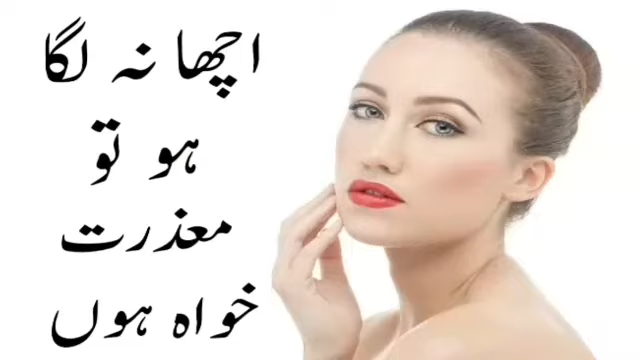 اچھا نہ لگا
ہو تو
معذرت
خواہ ہوں